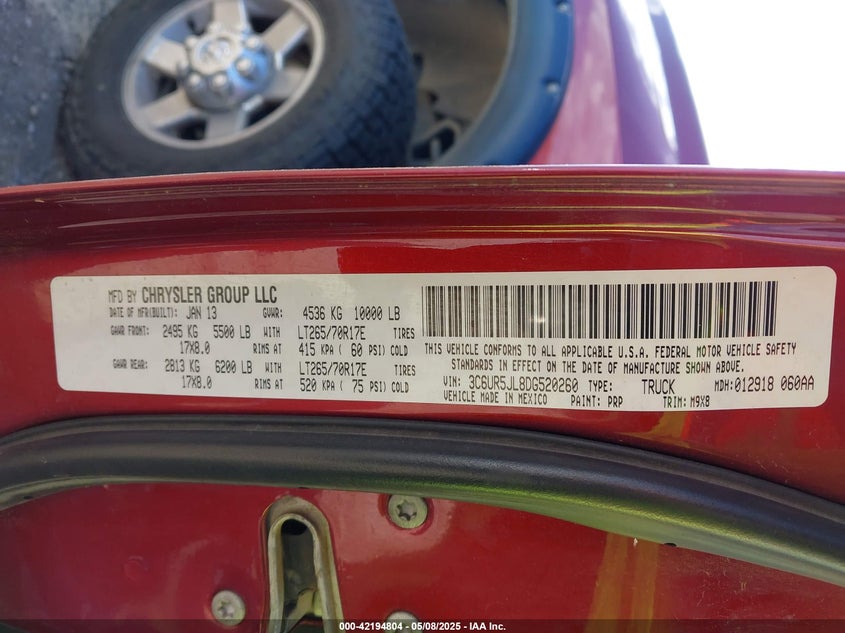 MFD BY CHRYSLER GROUP LLC
DATE OF MFR(BUILT): JAN 13 GVWR: 4536 KG 10000 LB
GAWR FRONT: 2495 KG 5500 LB WITH LT265/70R17E TIRES
17X8.0 RIMS AT 415 KPA ( 60 PSI) COLD
GAWR REAR: 2813 KG 6200 LB WITH LT265/70R17E TIRES
17X8.0 RIMS AT 520 KPA ( 75 PSI) COLD
THIS VEHICLE CONFORMS TO ALL APPLICABLE U.S.A. FEDERAL MOTOR VEHICLE SAFETY
STANDARDS IN EFFECT ON THE DATE OF MANUFACTURE SHOWN ABOVE.
VIN: 3C6UR5JL8DG520260 TYPE: TRUCK MDH: 012918 060AA
VEHICLE MADE IN MEXICO PAINT: PRP TRIM: M9X8
000-42194804 - 05/08/2025 - IAA Inc.